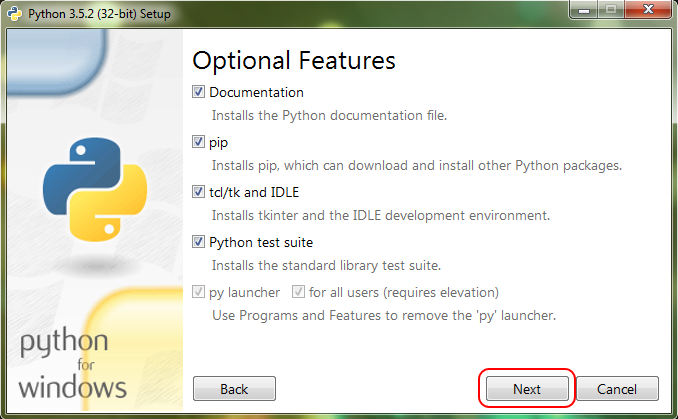 Python 3.5.2 (32-bit) Setup
Optional Features
Documentation
Installs the Python documentation file.
pip
Installs pip, which can download and install other Python packages.
tcl/tk and IDLE
Installs tkinter and the IDLE development environment.
Python test suite
Installs the standard library test suite.
py launcher for all users (requires elevation)
Use Programs and Features to remove the 'py' launcher.
python
for
windows
Back Next Cancel